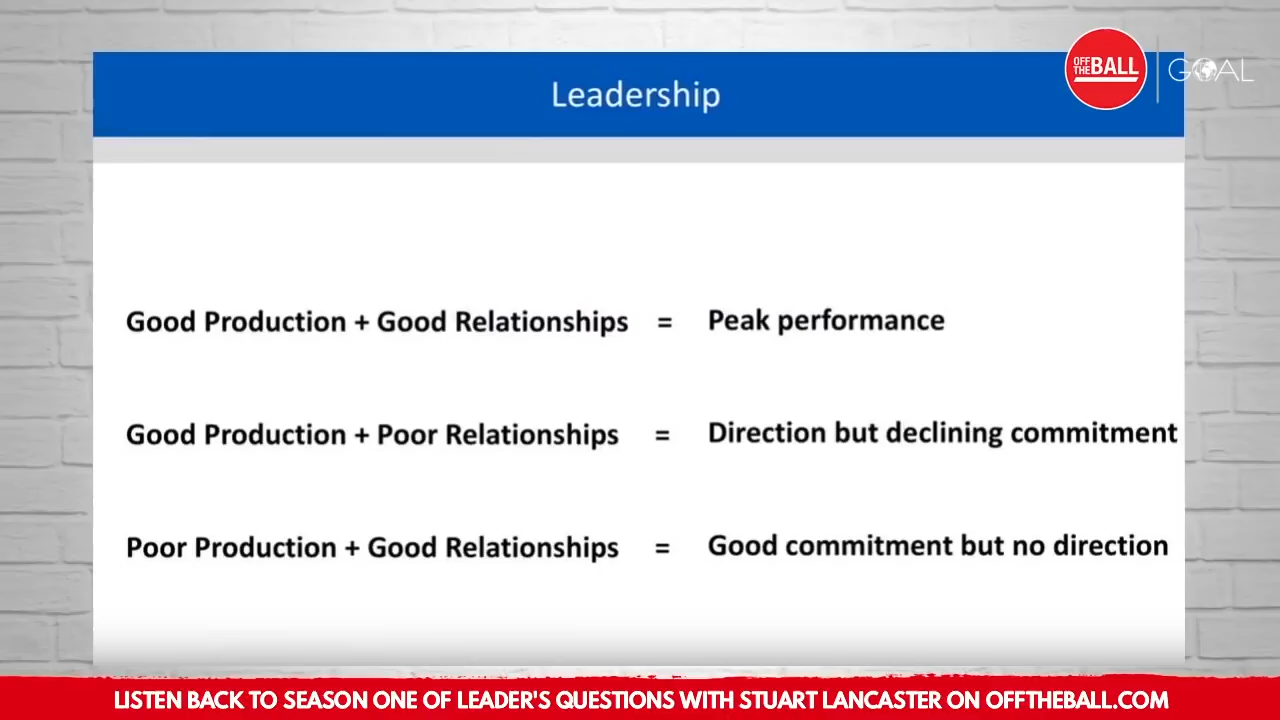 OFF
THE BALL
GOAL
Leadership
Good Production + Good Relationships = Peak performance
Good Production + Poor Relationships = Direction but declining commitment
Poor Production + Good Relationships = Good commitment but no direction
LISTEN BACK TO SEASON ONE OF LEADER'S QUESTIONS WITH STUART LANCASTER ON OFFTHEBALL.COM